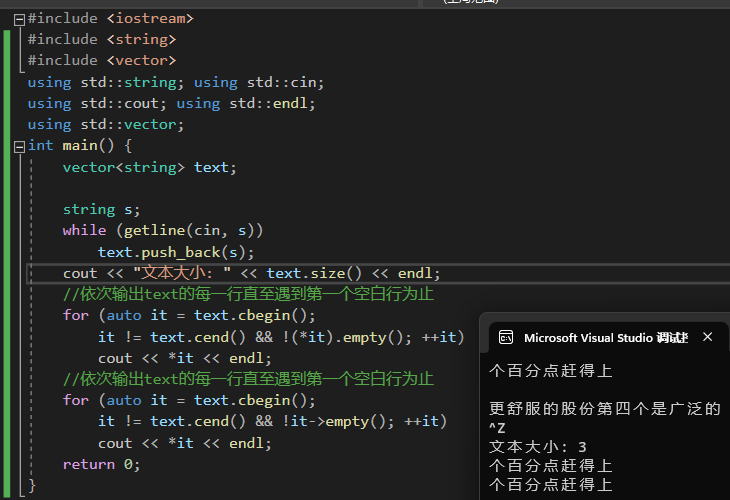 #include <iostream>
#include <string>
#include <vector>
using std::string; using std::cin;
using std::cout; using std::endl;
using std::vector;
int main() {
vector<string> text;
string s;
while (getline(cin, s))
text.push_back(s);
cout << "文本大小: " << text.size() << endl;
//依次输出text的每一行直至遇到第一个空白行为止
for (auto it = text.cbegin();
it != text.cend() && !(*it).empty(); ++it)
cout << *it << endl;
//依次输出text的每一行直至遇到第一个空白行为止
for (auto it = text.cbegin();
it != text.cend() && !it->empty(); ++it)
cout << *it << endl;
return 0;
}
Microsoft Visual Studio 调试
个百分点赶得上
更舒服的股份第四个是广泛的
^Z
文本大小: 3
个百分点赶得上
个百分点赶得上